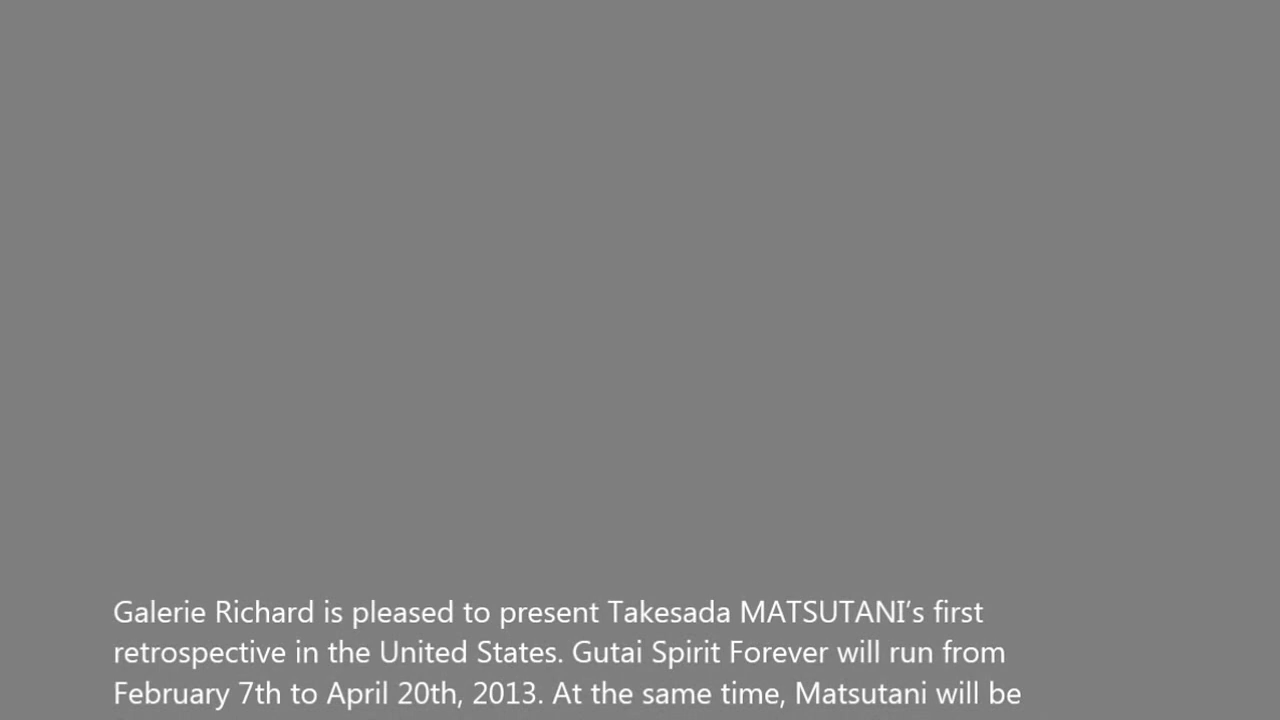 Galerie Richard is pleased to present Takesada MATSUTANI’s first
retrospective in the United States. Gutai Spirit Forever will run from
February 7th to April 20th, 2013. At the same time, Matsutani will be